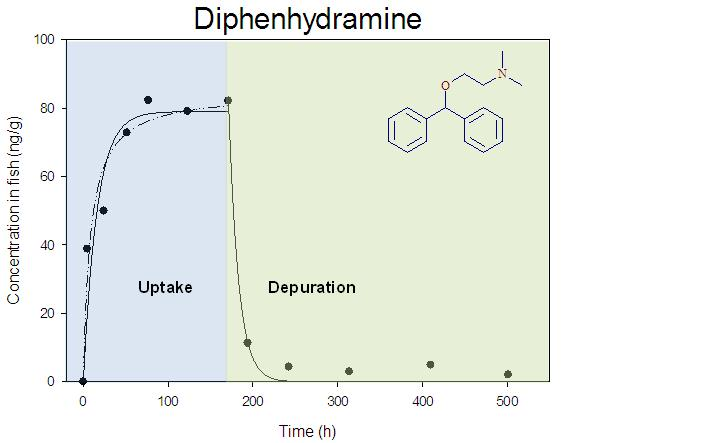 Diphenhydramine
100
80
60
40
20
0
Concentration in fish (ng/g)
Uptake
Depuration
O
N
0 100 200 300 400 500
Time (h)